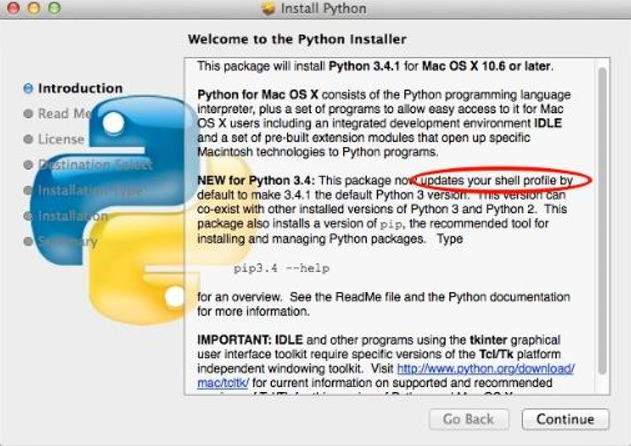 Install Python
Welcome to the Python Installer
Introduction
Read Me
License
Destination Select
Installation Type
Installation
Summary
This package will install Python 3.4.1 for Mac OS X 10.6 or later.
Python for Mac OS X consists of the Python programming language
interpreter, plus a set of programs to allow easy access to it for Mac
OS X users including an integrated development environment IDLE
and a set of pre-built extension modules that open up specific
Macintosh technologies to Python programs.
NEW for Python 3.4: This package now updates your shell profile by
default to make 3.4.1 the default Python 3 version. This version can
co-exist with other installed versions of Python 3 and Python 2. This
package also installs a version of pip, the recommended tool for
installing and managing Python packages. Type
pip3.4 --help
for an overview. See the ReadMe file and the Python documentation
for more information.
IMPORTANT: IDLE and other programs using the tkinter graphical
user interface toolkit require specific versions of the Tcl/Tk platform
independent windowing toolkit. Visit http://www.python.org/download/
mac/tcltk/ for current information on supported and recommended
Go Back
Continue